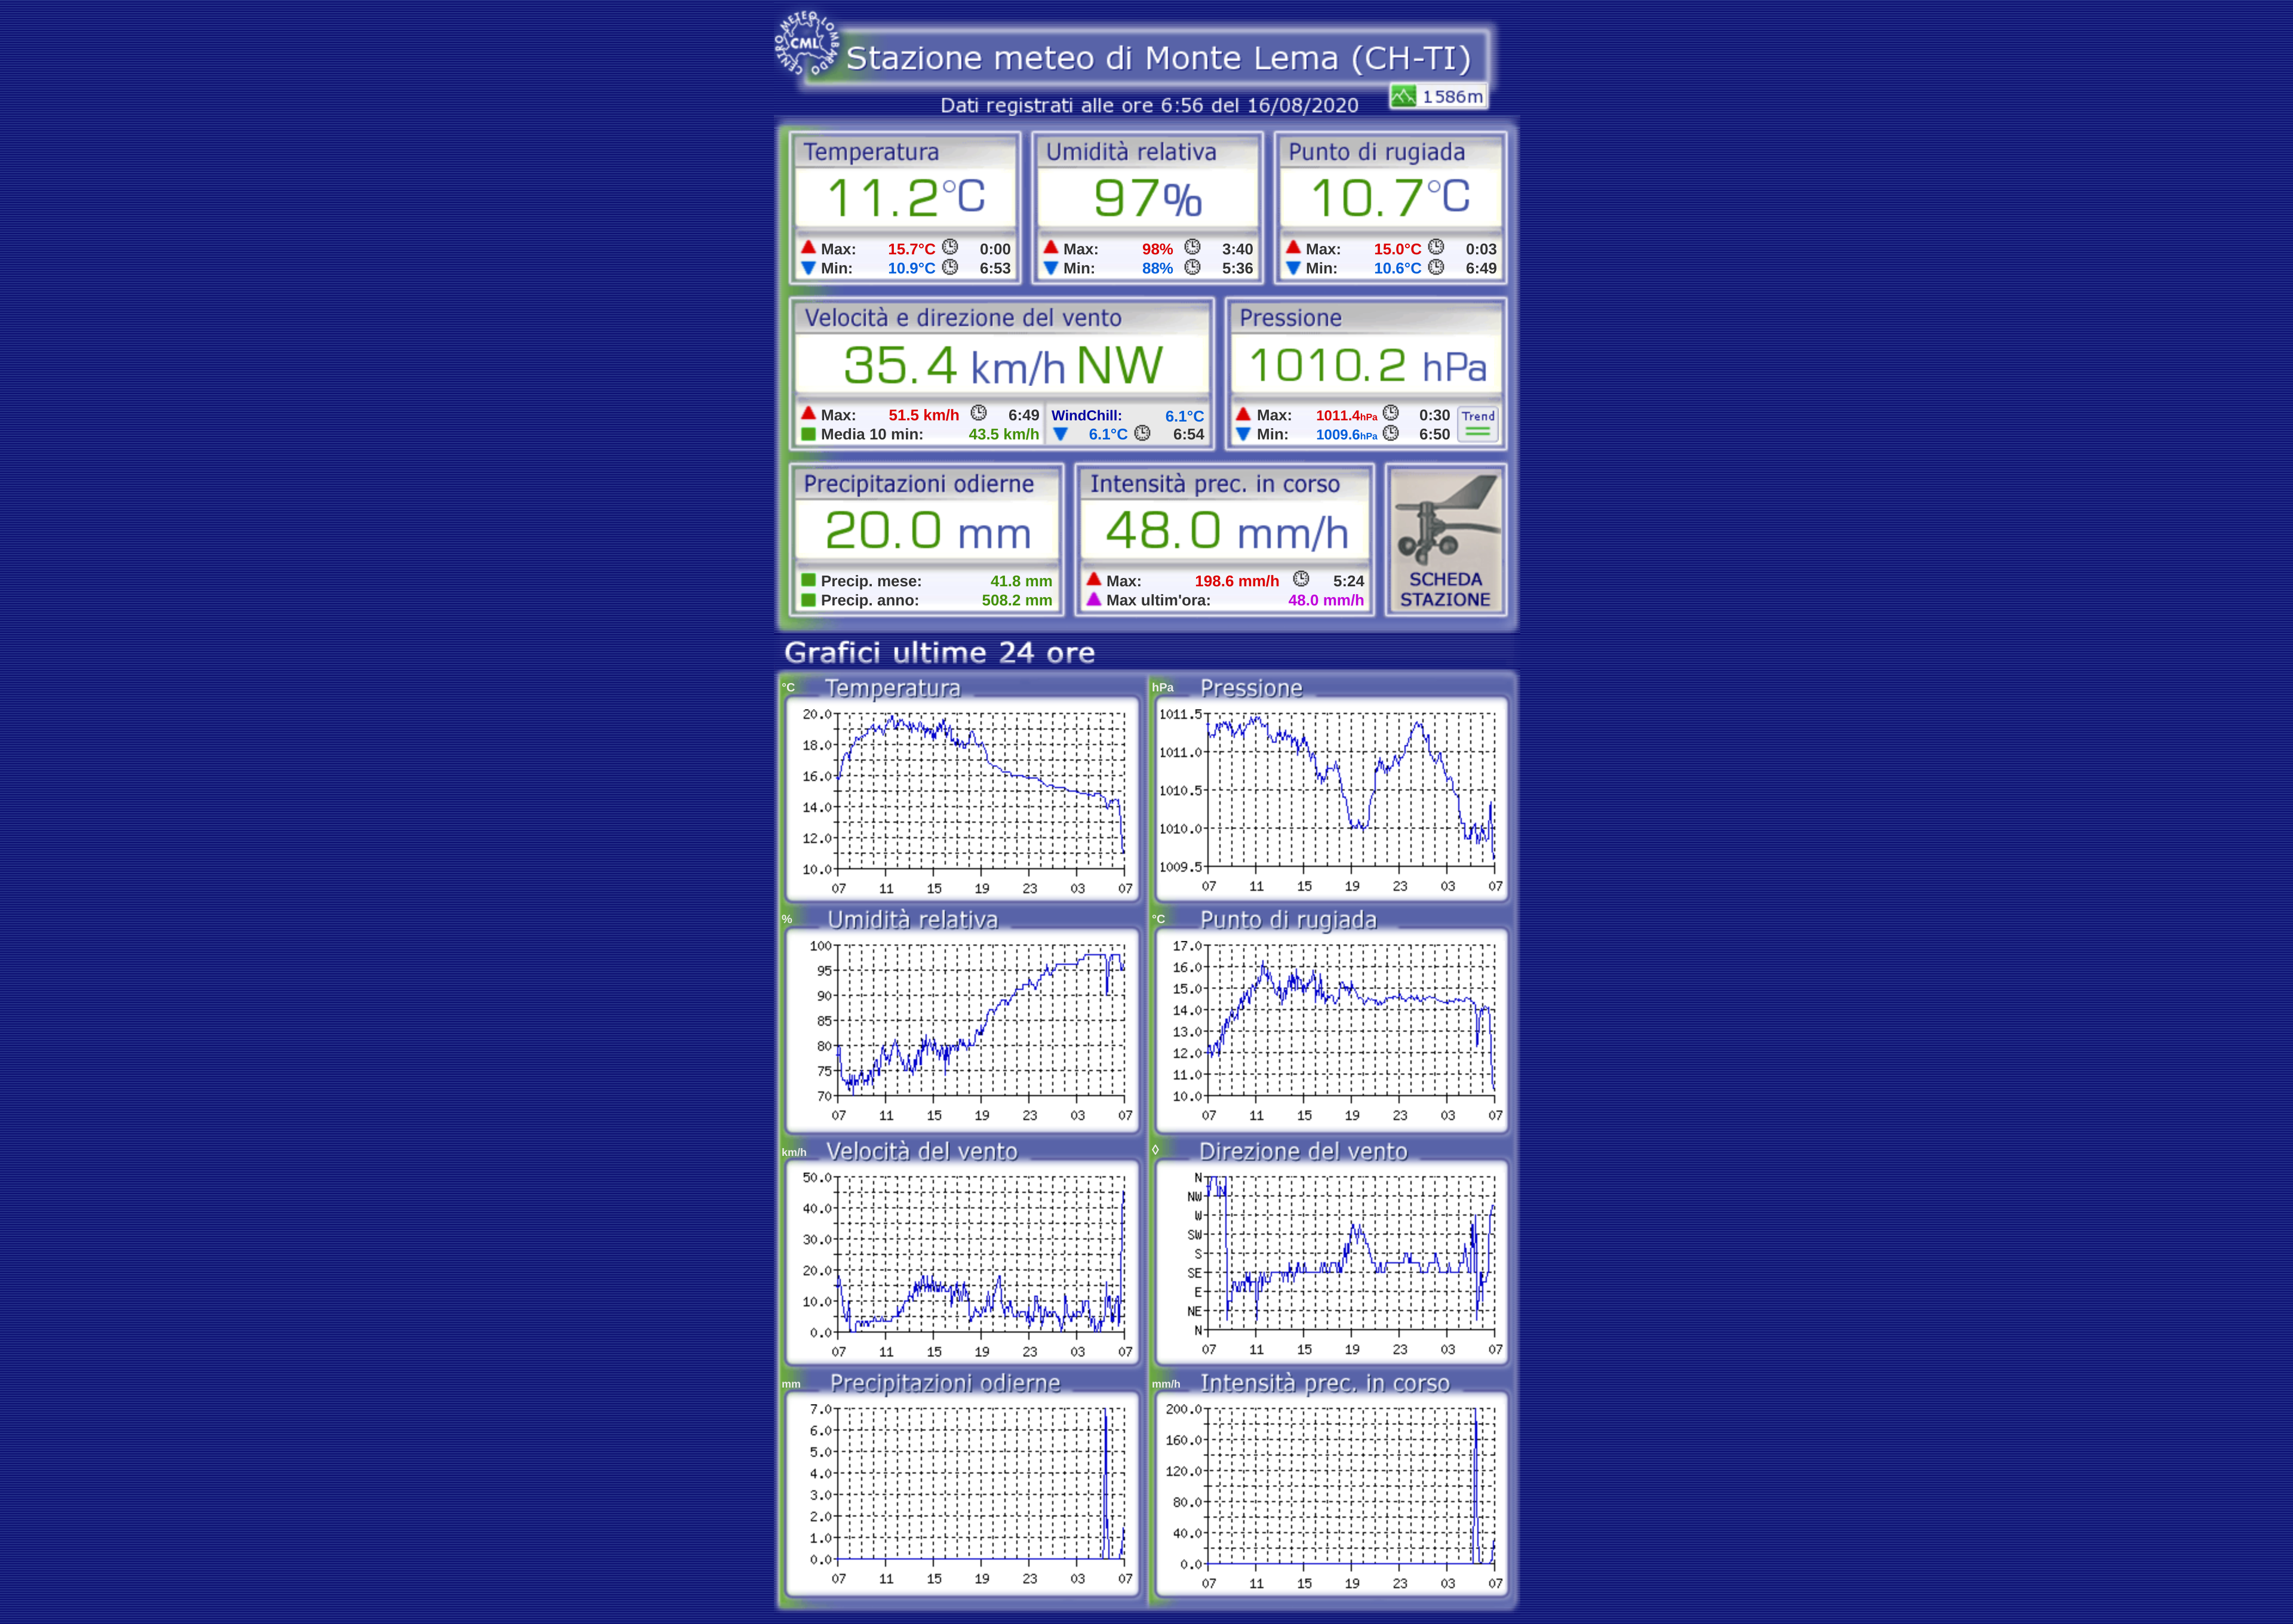 CENTRO METEO LOMBARDO
CML
Stazione meteo di Monte Lema (CH-TI)
1586m
Dati registrati alle ore 6:56 del 16/08/2020
Temperatura
11.2°C
Max: 15.7°C 0:00
Min: 10.9°C 6:53
Umidità relativa
97%
Max: 98% 3:40
Min: 88% 5:36
Punto di rugiada
10.7°C
Max: 15.0°C 0:03
Min: 10.6°C 6:49
Velocità e direzione del vento
35.4 km/h NW
Max: 51.5 km/h 6:49
Media 10 min: 43.5 km/h
WindChill: 6.1°C
6.1°C 6:54
Pressione
1010.2 hPa
Max: 1011.4hPa 0:30
Min: 1009.6hPa 6:50
Trend
Precipitazioni odierne
20.0 mm
Precip. mese: 41.8 mm
Precip. anno: 508.2 mm
Intensità prec. in corso
48.0 mm/h
Max: 198.6 mm/h 5:24
Max ultim'ora: 48.0 mm/h
SCHEDA
STAZIONE
Grafici ultime 24 ore
°C Temperatura
20.0
18.0
16.0
14.0
12.0
10.0
07 11 15 19 23 03 07
hPa Pressione
1011.5
1011.0
1010.5
1010.0
1009.5
07 11 15 19 23 03 07
% Umidità relativa
100
95
90
85
80
75
70
07 11 15 19 23 03 07
°C Punto di rugiada
17.0
16.0
15.0
14.0
13.0
12.0
11.0
10.0
07 11 15 19 23 03 07
km/h Velocità del vento
50.0
40.0
30.0
20.0
10.0
0.0
07 11 15 19 23 03 07
◊ Direzione del vento
N
NW
W
SW
S
SE
E
NE
N
07 11 15 19 23 03 07
mm Precipitazioni odierne
7.0
6.0
5.0
4.0
3.0
2.0
1.0
0.0
07 11 15 19 23 03 07
mm/h Intensità prec. in corso
200.0
160.0
120.0
80.0
40.0
0.0
07 11 15 19 23 03 07